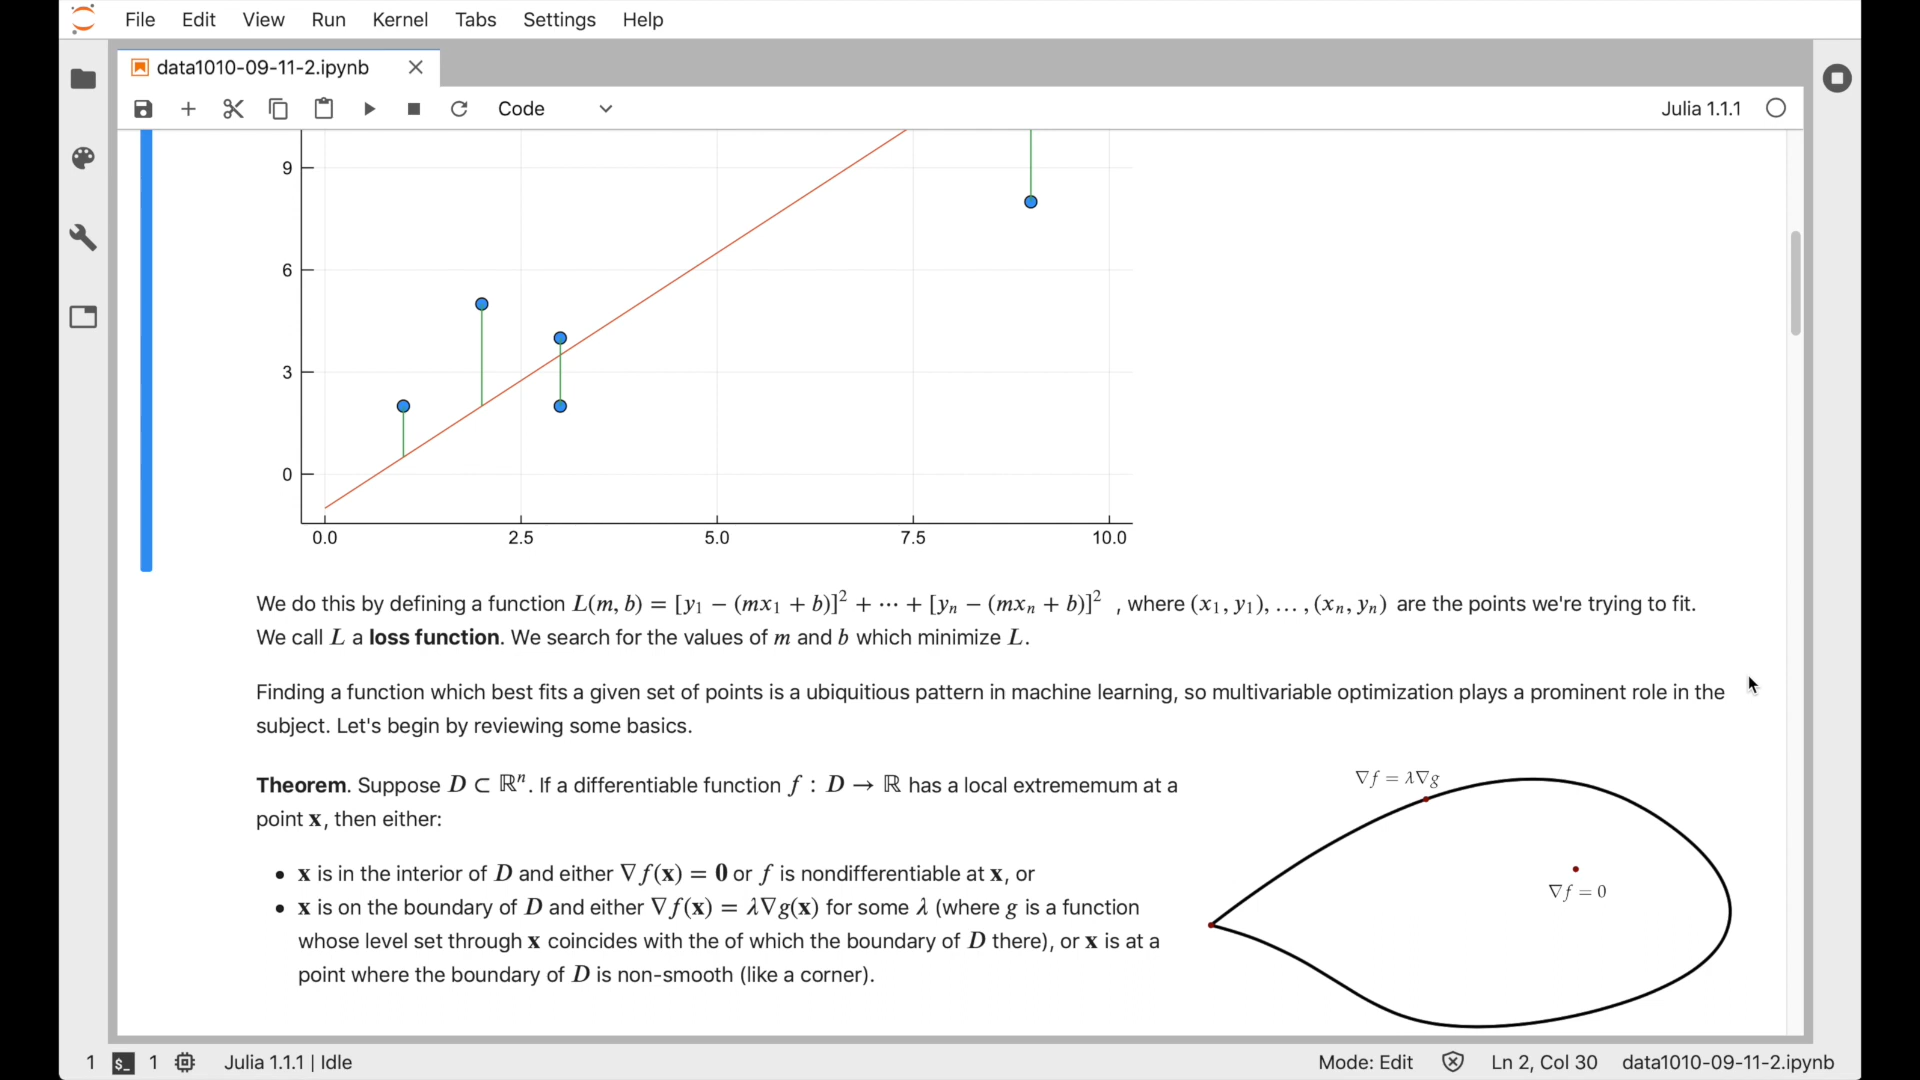 File Edit View Run Kernel Tabs Settings Help
data1010-09-11-2.ipynb
Code
Julia 1.1.1
9
6
3
0
0.0 2.5 5.0 7.5 10.0
We do this by defining a function L(m, b) = [y₁ − (mx₁ + b)]² + ⋯ + [yₙ − (mxₙ + b)]² , where (x₁, y₁), … , (xₙ, yₙ) are the points we're trying to fit.
We call L a loss function. We search for the values of m and b which minimize L.
Finding a function which best fits a given set of points is a ubiquitious pattern in machine learning, so multivariable optimization plays a prominent role in the
subject. Let's begin by reviewing some basics.
Theorem. Suppose D ⊂ ℝⁿ. If a differentiable function f : D → ℝ has a local extrememum at a
point x, then either:
• x is in the interior of D and either ∇f(x) = 0 or f is nondifferentiable at x, or
• x is on the boundary of D and either ∇f(x) = λ∇g(x) for some λ (where g is a function
whose level set through x coincides with the of which the boundary of D there), or x is at a
point where the boundary of D is non-smooth (like a corner).
∇f = λ∇g
∇f = 0
1 $_ 1 Julia 1.1.1 | Idle Mode: Edit Ln 2, Col 30 data1010-09-11-2.ipynb